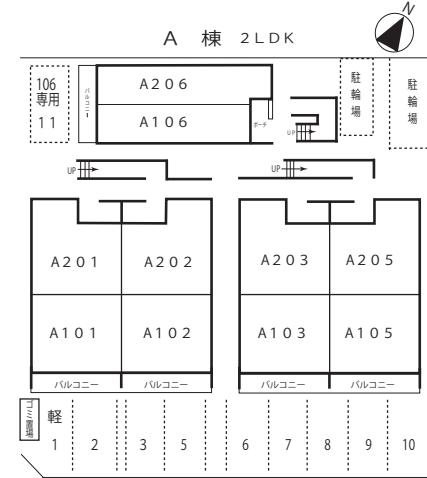 A 棟 2LDK
N
106
専用
11
バルコニー
A206
A106
ポーチ
UP
駐輪場
駐輪場
UP
UP
A201 A202
A203 A205
A101 A102
A103 A105
バルコニー バルコニー
バルコニー バルコニー
ゴミ置場
軽
1 2 3 5 6 7 8 9 10